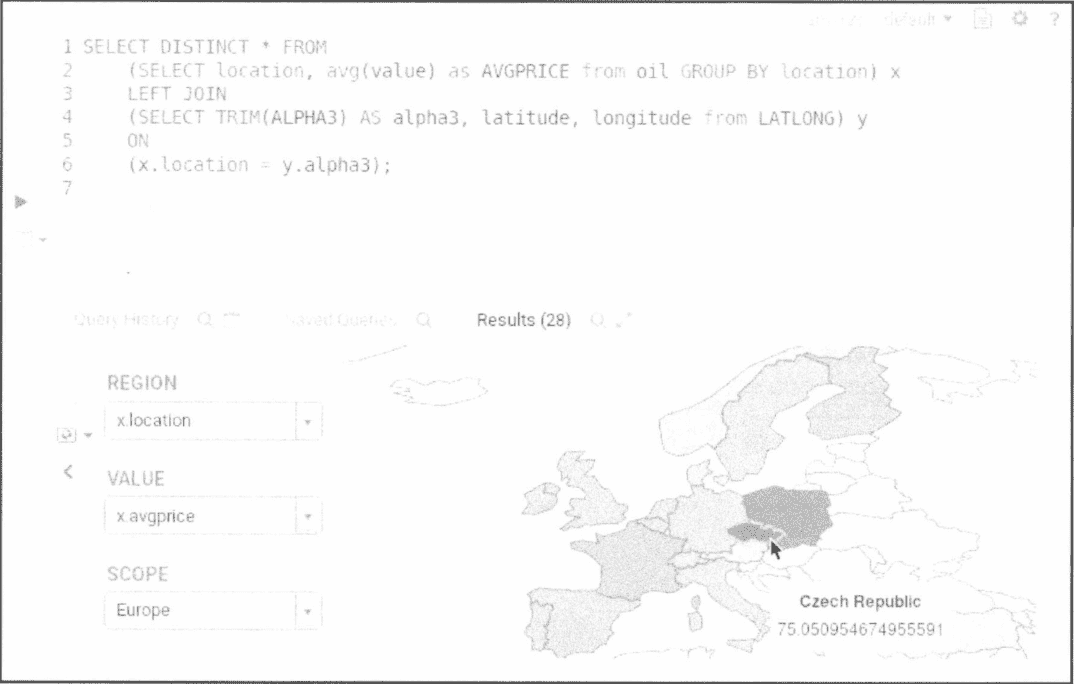 default
?
1 SELECT DISTINCT * FROM
2 (SELECT location, avg(value) as AVGPRICE from oil GROUP BY location) x
3 LEFT JOIN
4 (SELECT TRIM(ALPHA3) AS alpha3, latitude, longitude from LATLONG) y
5 ON
6 (x.location = y.alpha3);
7
Query History Saved Queries Results (28)
REGION
x.location
VALUE
x.avgprice
SCOPE
Europe
Czech Republic
75.050954674955591